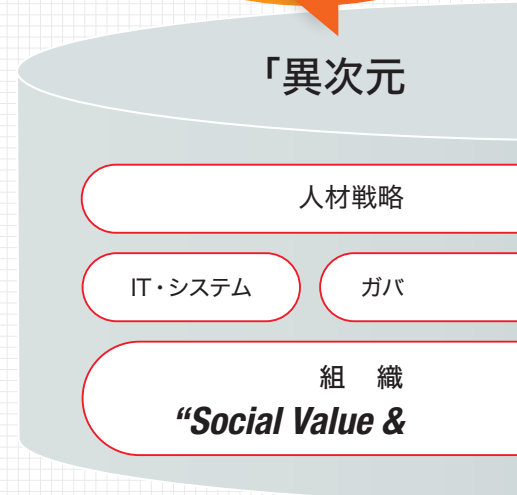 「異次元
人材戦略
IT・システム
ガバ
組　織
“Social Value &